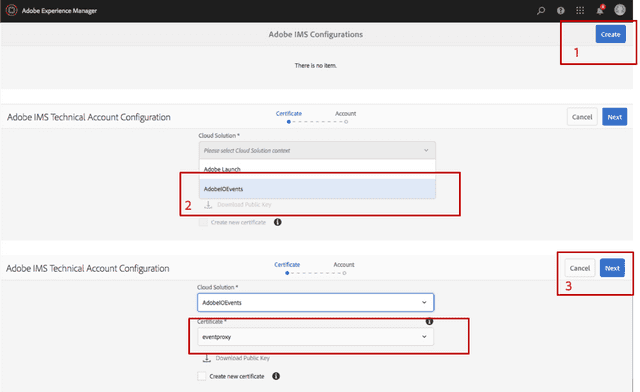 Adobe Experience Manager
4
Adobe IMS Configurations
Create
1
There is no item.
Adobe IMS Technical Account Configuration
Certificate
Account
Cancel
Next
Cloud Solution *
Please select Cloud Solution context
Adobe Launch
AdobeIOEvents
2
Download Public Key
Create new certificate
Adobe IMS Technical Account Configuration
Certificate
Account
Cancel
Next
3
Cloud Solution *
AdobeIOEvents
Certificate *
eventproxy
Download Public Key
Create new certificate